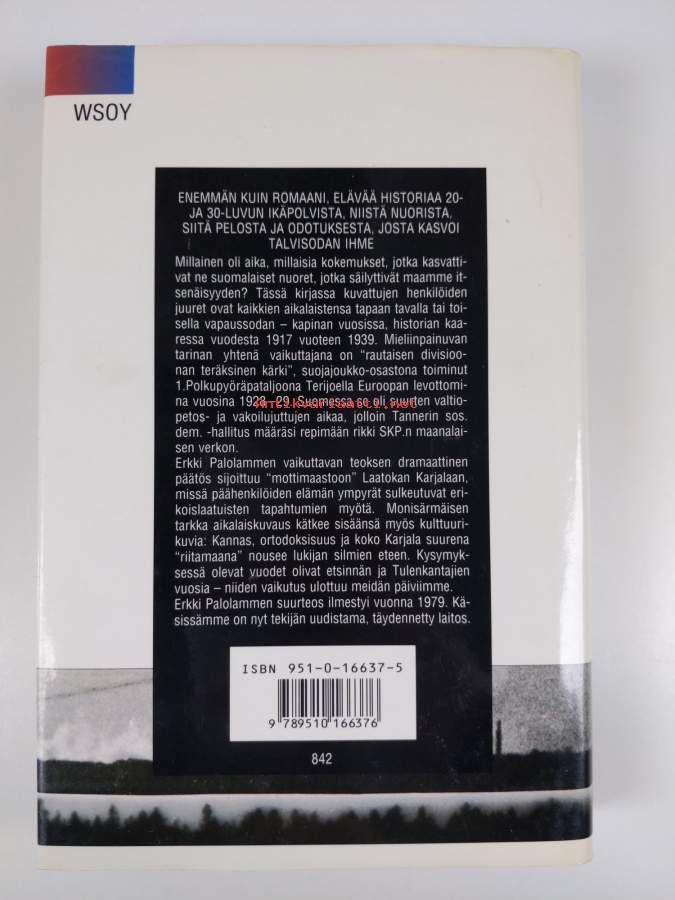 WSOY
ENEMMÄN KUIN ROMAANI, ELÄVÄÄ HISTORIAA 20-
JA 30-LUVUN IKÄPOLVISTA, NIISTÄ NUORISTA,
SIITÄ PELOSTA JA ODOTUKSESTA, JOSTA KASVOI
TALVISODAN IHME
Millainen oli aika, millaisia kokemukset, jotka kasvatti-
vat ne suomalaiset nuoret, jotka säilyttivät maamme it-
senäisyyden? Tässä kirjassa kuvattujen henkilöiden
juuret ovat kaikkien aikalaistensa tapaan tavalla tai toi-
sella vapaussodan – kapinan vuosissa, historian kaa-
ressa vuodesta 1917 vuoteen 1939. Mieliinpainuvan
tarinan yhtenä vaikuttajana on "rautaisen divisioo-
nan teräksinen kärki", suojajoukko-osastona toiminut
1.Polkupyöräpataljoona Terijoella Euroopan levottomi-
na vuosina 1928–29. Suomessa se oli suurten valtio-
antikvariaatti.net
petos- ja vakoilujuttujen aikaa, jolloin Tannerin sos.
dem. -hallitus määräsi repimään rikki SKP.n maanalai-
sen verkon.
Erkki Palolammen vaikuttavan teoksen dramaattinen
päätös sijoittuu "mottimaastoon" Laatokan Karjalaan,
missä päähenkilöiden elämän ympyrät sulkeutuvat eri-
koislaatuisten tapahtumien myötä. Monisärmäisen
tarkka aikalaiskuvaus kätkee sisäänsä myös kulttuuri-
kuvia: Kannas, ortodoksisuus ja koko Karjala suurena
"riitamaana" nousee lukijan silmien eteen. Kysymyk-
sessä olevat vuodet olivat etsinnän ja Tulenkantajien
vuosia – niiden vaikutus ulottuu meidän päiviimme.
Erkki Palolammen suurteos ilmestyi vuonna 1979. Kä-
sissämme on nyt tekijän uudistama, täydennetty laitos.
ISBN 951-0-16637-5
9 789510 166376
842